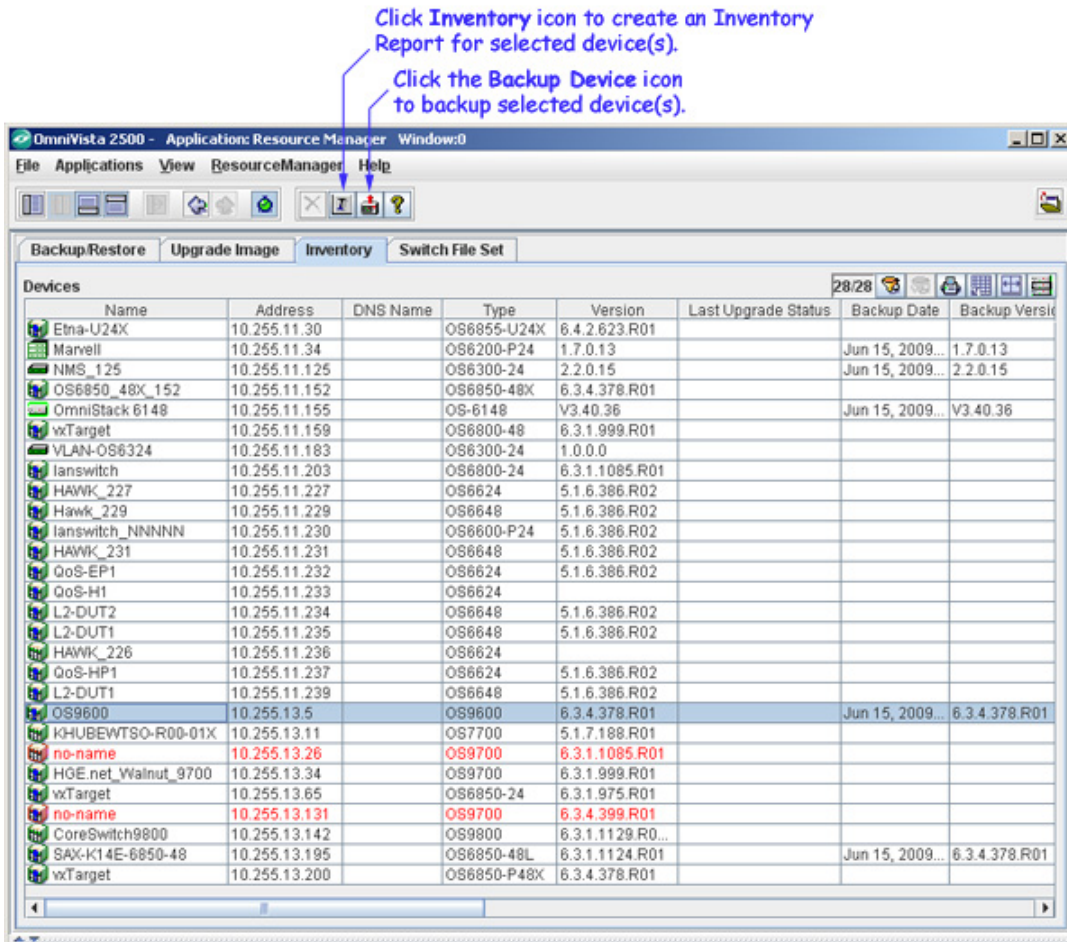 Click Inventory icon to create an Inventory
Report for selected device(s).
Click the Backup Device icon
to backup selected device(s).
OmniVista 2500 - Application: Resource Manager Window:0
File Applications View ResourceManager Help
Backup/Restore Upgrade Image Inventory Switch File Set
Devices 28/28
Name Address DNS Name Type Version Last Upgrade Status Backup Date Backup Versio
Etna-U24X 10.255.11.30 OS6855-U24X 6.4.2.623.R01
Marvell 10.255.11.34 OS6200-P24 1.7.0.13 Jun 15, 2009... 1.7.0.13
NMS_125 10.255.11.125 OS6300-24 2.2.0.15 Jun 15, 2009... 2.2.0.15
OS6850_48X_152 10.255.11.152 OS6850-48X 6.3.4.378.R01
OmniStack 6148 10.255.11.155 OS-6148 V3.40.36 Jun 15, 2009... V3.40.36
vxTarget 10.255.11.159 OS6800-48 6.3.1.999.R01
VLAN-OS6324 10.255.11.183 OS6300-24 1.0.0.0
lanswitch 10.255.11.203 OS6800-24 6.3.1.1085.R01
HAWK_227 10.255.11.227 OS6624 5.1.6.386.R02
Hawk_229 10.255.11.229 OS6648 5.1.6.386.R02
lanswitch_NNNNN 10.255.11.230 OS6600-P24 5.1.6.386.R02
HAWK_231 10.255.11.231 OS6648 5.1.6.386.R02
QoS-EP1 10.255.11.232 OS6624 5.1.6.386.R02
QoS-H1 10.255.11.233 OS6624
L2-DUT2 10.255.11.234 OS6648 5.1.6.386.R02
L2-DUT1 10.255.11.235 OS6648 5.1.6.386.R02
HAWK_226 10.255.11.236 OS6624
QoS-HP1 10.255.11.237 OS6624 5.1.6.386.R02
L2-DUT1 10.255.11.239 OS6648 5.1.6.386.R02
OS9600 10.255.13.5 OS9600 6.3.4.378.R01 Jun 15, 2009... 6.3.4.378.R01
KHUBEWTSO-R00-01X 10.255.13.11 OS7700 5.1.7.188.R01
no-name 10.255.13.26 OS9700 6.3.1.1085.R01
HGE.net_Walnut_9700 10.255.13.34 OS9700 6.3.1.999.R01
vxTarget 10.255.13.65 OS6850-24 6.3.1.975.R01
no-name 10.255.13.131 OS9700 6.3.4.399.R01
CoreSwitch9800 10.255.13.142 OS9800 6.3.1.1129.R0...
SAX-K14E-6850-48 10.255.13.195 OS6850-48L 6.3.1.1124.R01 Jun 15, 2009... 6.3.4.378.R01
vxTarget 10.255.13.200 OS6850-P48X 6.3.4.378.R01